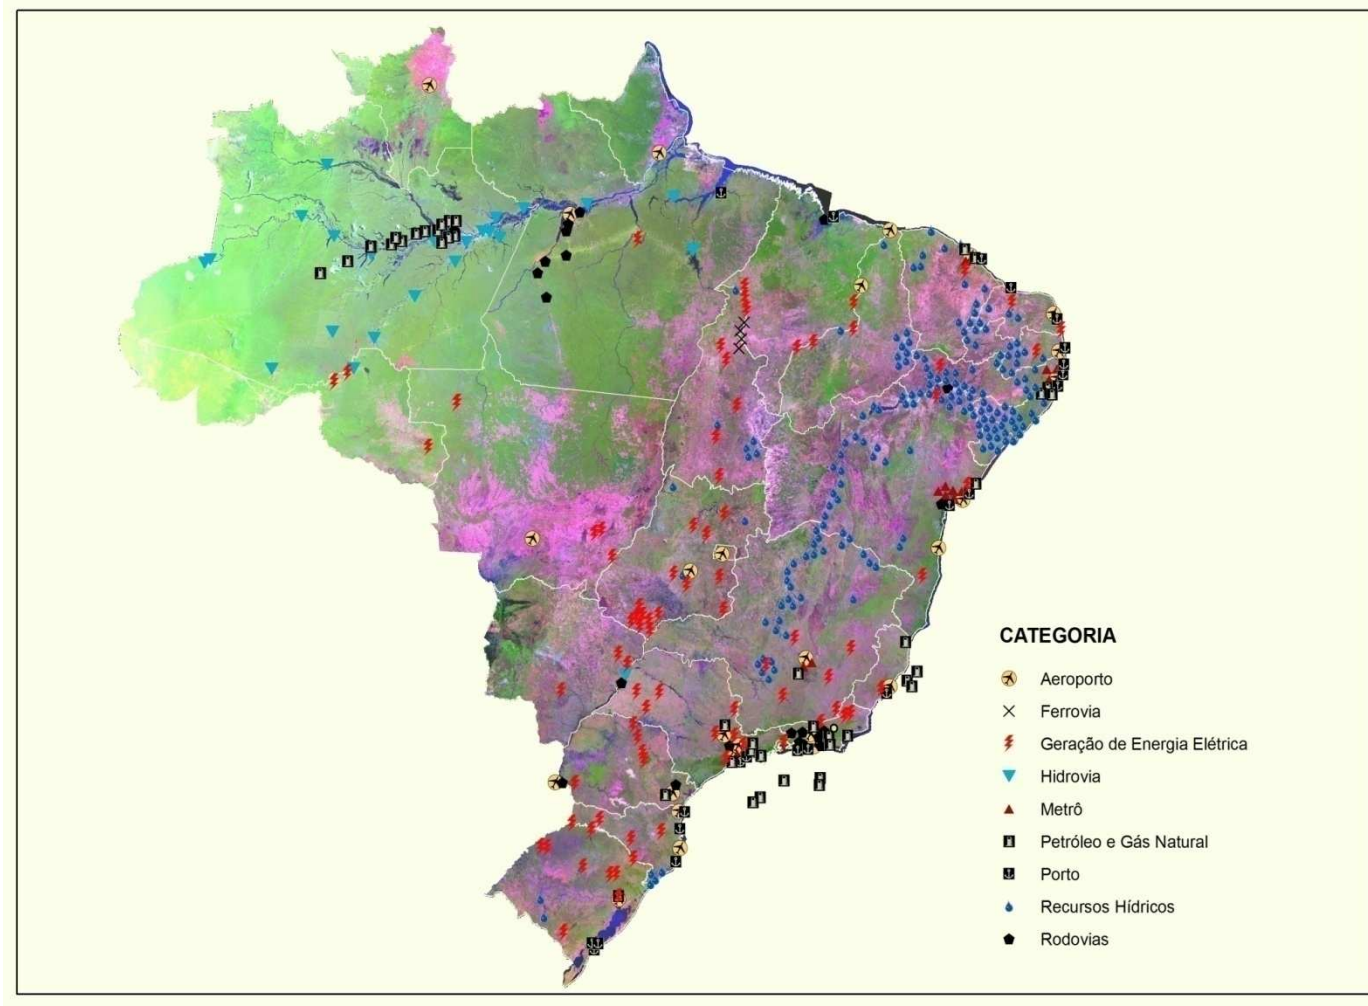 CATEGORIA
Aeroporto
Ferrovia
Geração de Energia Elétrica
Hidrovia
Metrô
Petróleo e Gás Natural
Porto
Recursos Hídricos
Rodovias